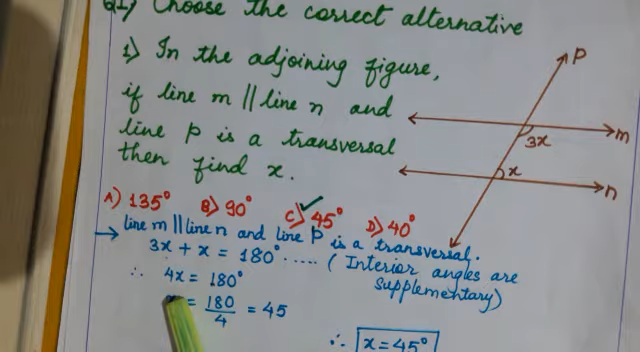 Q1) Choose the correct alternative
1) In the adjoining figure,
if line m || line n and
line p is a transversal
then find x.
p
m
3x
n
x
A) 135° B) 90° C) 45° D) 40°
→ line m || line n and line p is a transversal.
3x + x = 180° ..... (Interior angles are
supplementary)
∴ 4x = 180°
= 180/4 = 45
∴ x = 45°